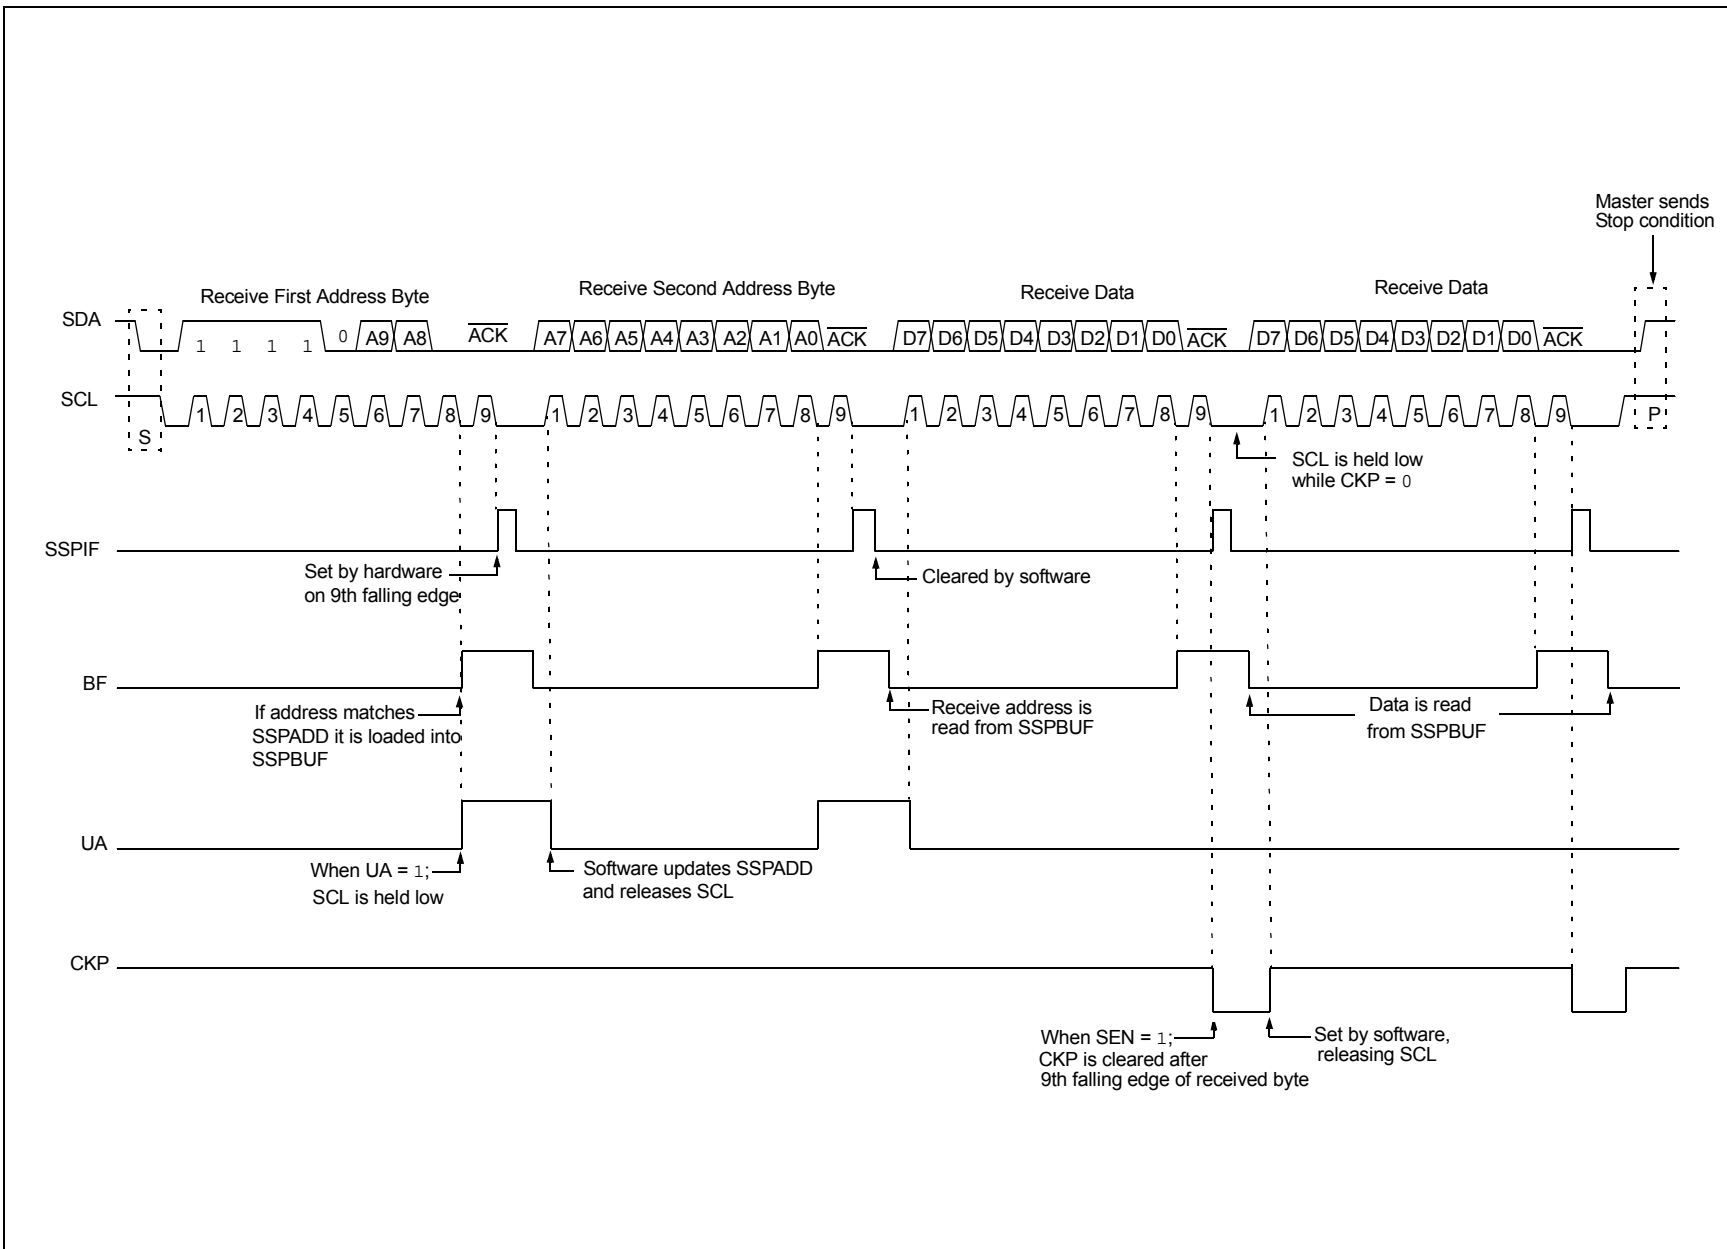 Master sends
Stop condition
Receive First Address Byte
Receive Second Address Byte
Receive Data
Receive Data
SDA
1 1 1 1 0 A9 A8 ACK A7 A6 A5 A4 A3 A2 A1 A0 ACK D7 D6 D5 D4 D3 D2 D1 D0 ACK D7 D6 D5 D4 D3 D2 D1 D0 ACK
SCL
S 1 2 3 4 5 6 7 8 9 1 2 3 4 5 6 7 8 9 1 2 3 4 5 6 7 8 9 1 2 3 4 5 6 7 8 9 P
SCL is held low
while CKP = 0
SSPIF
Set by hardware
on 9th falling edge
Cleared by software
BF
If address matches
SSPADD it is loaded into
SSPBUF
Receive address is
read from SSPBUF
Data is read
from SSPBUF
UA
When UA = 1;
SCL is held low
Software updates SSPADD
and releases SCL
CKP
When SEN = 1;
CKP is cleared after
9th falling edge of received byte
Set by software,
releasing SCL